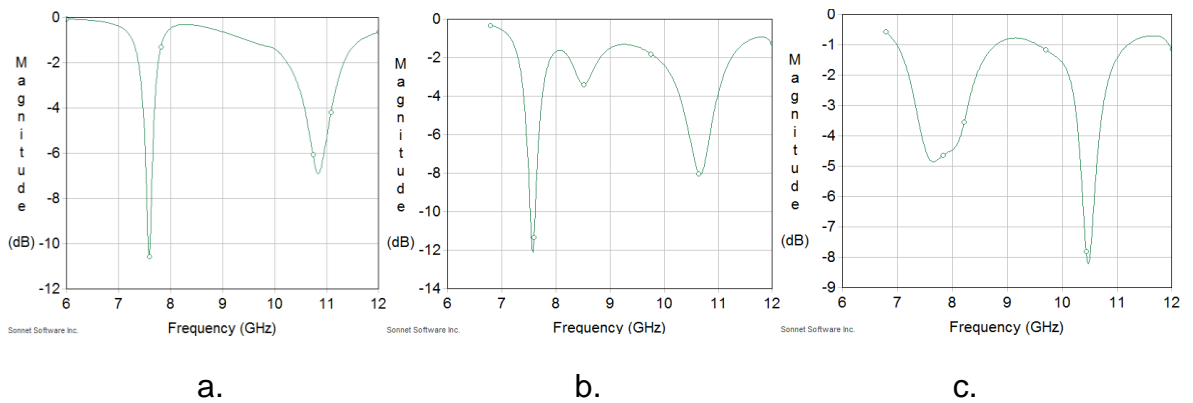 0
-2
-4
-6
-8
-10
-12
Magnitude
(dB)
6 7 8 9 10 11 12
Frequency (GHz)
Sonnet Software Inc.
a.
0
-2
-4
-6
-8
-10
-12
-14
Magnitude
(dB)
6 7 8 9 10 11 12
Frequency (GHz)
Sonnet Software Inc.
b.
0
-1
-2
-3
-4
-5
-6
-7
-8
-9
Magnitude
(dB)
6 7 8 9 10 11 12
Frequency (GHz)
Sonnet Software Inc.
c.